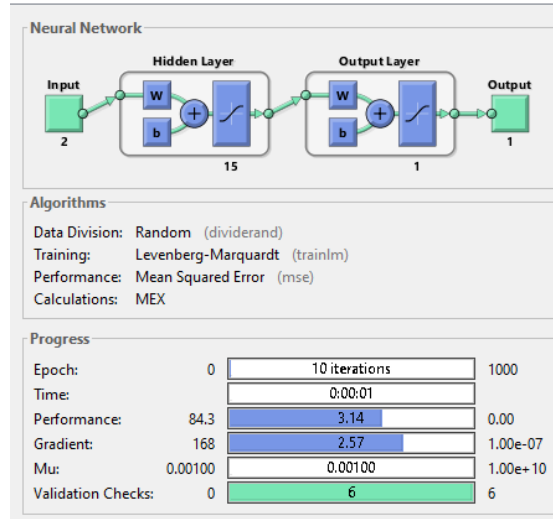 Neural Network
Hidden Layer Output Layer
Input Output
W W
b b
2 15 1 1
Algorithms
Data Division: Random (dividerand)
Training: Levenberg-Marquardt (trainlm)
Performance: Mean Squared Error (mse)
Calculations: MEX
Progress
Epoch: 0 10 iterations 1000
Time: 0:00:01
Performance: 84.3 3.14 0.00
Gradient: 168 2.57 1.00e-07
Mu: 0.00100 0.00100 1.00e+10
Validation Checks: 0 6 6